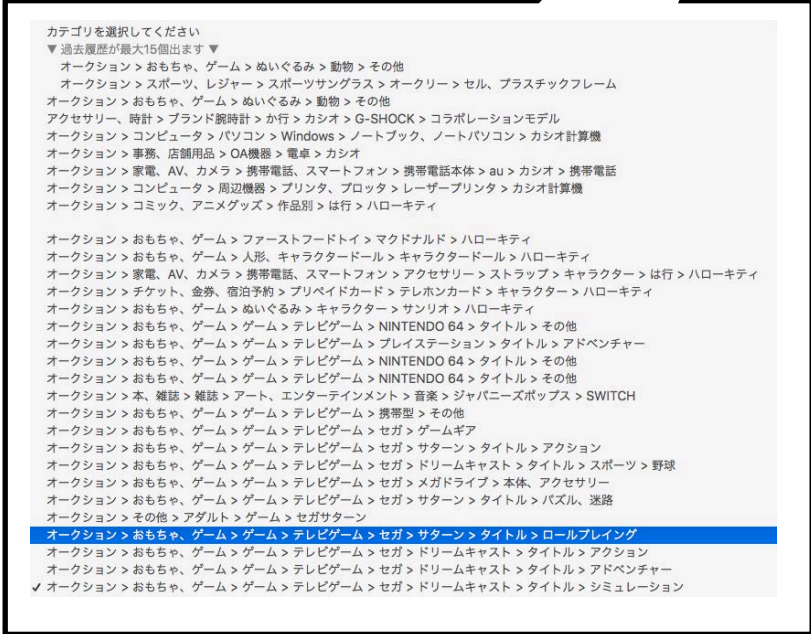 カテゴリを選択してください
▼ 過去履歴が最大15個出ます ▼
オークション > おもちゃ、ゲーム > ぬいぐるみ > 動物 > その他
オークション > スポーツ、レジャー > スポーツサングラス > オークリー > セル、プラスチックフレーム
オークション > おもちゃ、ゲーム > ぬいぐるみ > 動物 > その他
アクセサリー、時計 > ブランド腕時計 > か行 > カシオ > G-SHOCK > コラボレーションモデル
オークション > コンピュータ > パソコン > Windows > ノートブック、ノートパソコン > カシオ計算機
オークション > 事務、店舗用品 > OA機器 > 電卓 > カシオ
オークション > 家電、AV、カメラ > 携帯電話、スマートフォン > 携帯電話本体 > au > カシオ > 携帯電話
オークション > コンピュータ > 周辺機器 > プリンタ、プロッタ > レーザープリンタ > カシオ計算機
オークション > コミック、アニメグッズ > 作品別 > は行 > ハローキティ
オークション > おもちゃ、ゲーム > ファーストフードトイ > マクドナルド > ハローキティ
オークション > おもちゃ、ゲーム > 人形、キャラクタードール > キャラクタードール > ハローキティ
オークション > 家電、AV、カメラ > 携帯電話、スマートフォン > アクセサリー > ストラップ > キャラクター > は行 > ハローキティ
オークション > チケット、金券、宿泊予約 > プリペイドカード > テレホンカード > キャラクター > ハローキティ
オークション > おもちゃ、ゲーム > ぬいぐるみ > キャラクター > サンリオ > ハローキティ
オークション > おもちゃ、ゲーム > ゲーム > テレビゲーム > NINTENDO 64 > タイトル > その他
オークション > おもちゃ、ゲーム > ゲーム > テレビゲーム > プレイステーション > タイトル > アドベンチャー
オークション > おもちゃ、ゲーム > ゲーム > テレビゲーム > NINTENDO 64 > タイトル > その他
オークション > おもちゃ、ゲーム > ゲーム > テレビゲーム > NINTENDO 64 > タイトル > その他
オークション > 本、雑誌 > 雑誌 > アート、エンターテインメント > 音楽 > ジャパニーズポップス > SWITCH
オークション > おもちゃ、ゲーム > ゲーム > テレビゲーム > 携帯型 > その他
オークション > おもちゃ、ゲーム > ゲーム > テレビゲーム > セガ > ゲームギア
オークション > おもちゃ、ゲーム > ゲーム > テレビゲーム > セガ > サターン > タイトル > アクション
オークション > おもちゃ、ゲーム > ゲーム > テレビゲーム > セガ > ドリームキャスト > タイトル > スポーツ > 野球
オークション > おもちゃ、ゲーム > ゲーム > テレビゲーム > セガ > メガドライブ > 本体、アクセサリー
オークション > おもちゃ、ゲーム > ゲーム > テレビゲーム > セガ > サターン > タイトル > パズル、迷路
オークション > その他 > アダルト > ゲーム > セガサターン
オークション > おもちゃ、ゲーム > ゲーム > テレビゲーム > セガ > サターン > タイトル > ロールプレイング
オークション > おもちゃ、ゲーム > ゲーム > テレビゲーム > セガ > ドリームキャスト > タイトル > アクション
オークション > おもちゃ、ゲーム > ゲーム > テレビゲーム > セガ > ドリームキャスト > タイトル > アドベンチャー
✓ オークション > おもちゃ、ゲーム > ゲーム > テレビゲーム > セガ > ドリームキャスト > タイトル > シミュレーション